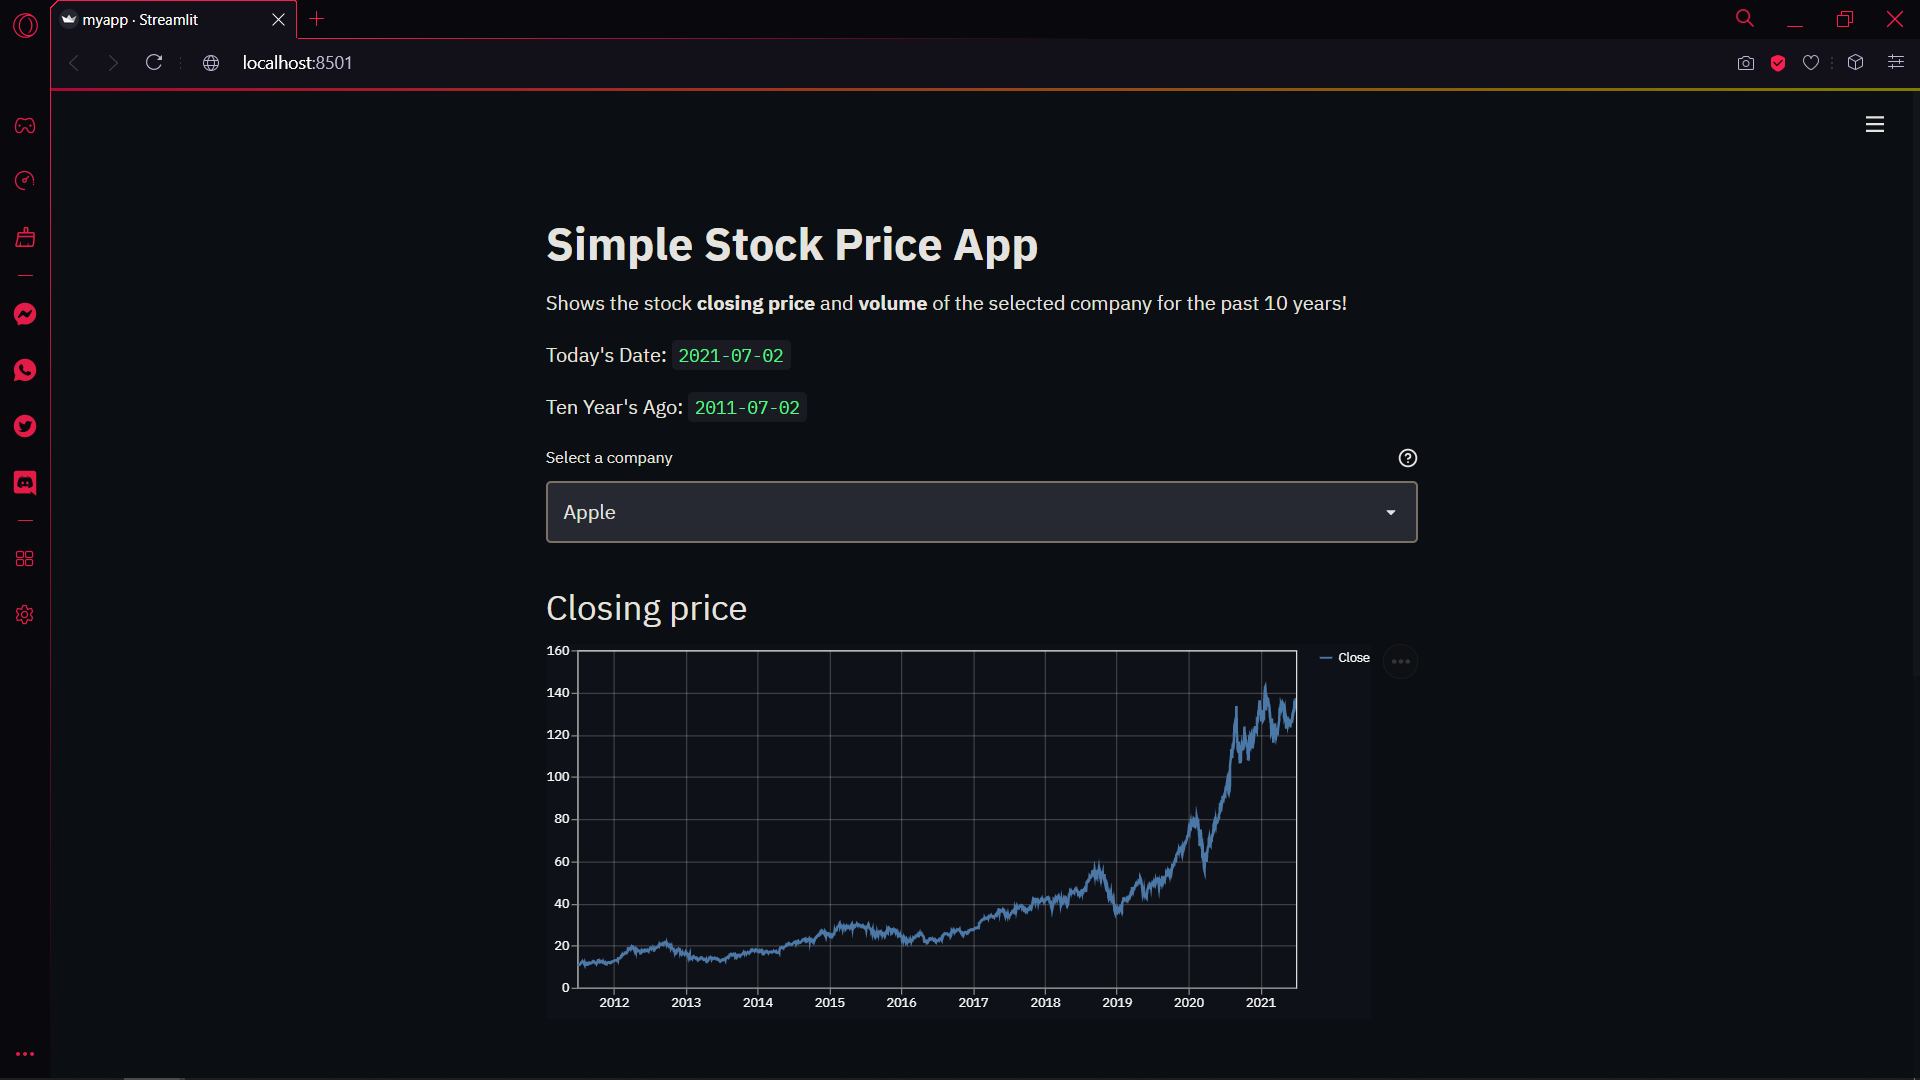 myapp · Streamlit
localhost:8501
Simple Stock Price App
Shows the stock closing price and volume of the selected company for the past 10 years!
Today's Date: 2021-07-02
Ten Year's Ago: 2011-07-02
Select a company
Apple
Closing price
160
140
120
100
80
60
40
20
0
2012 2013 2014 2015 2016 2017 2018 2019 2020 2021
Close